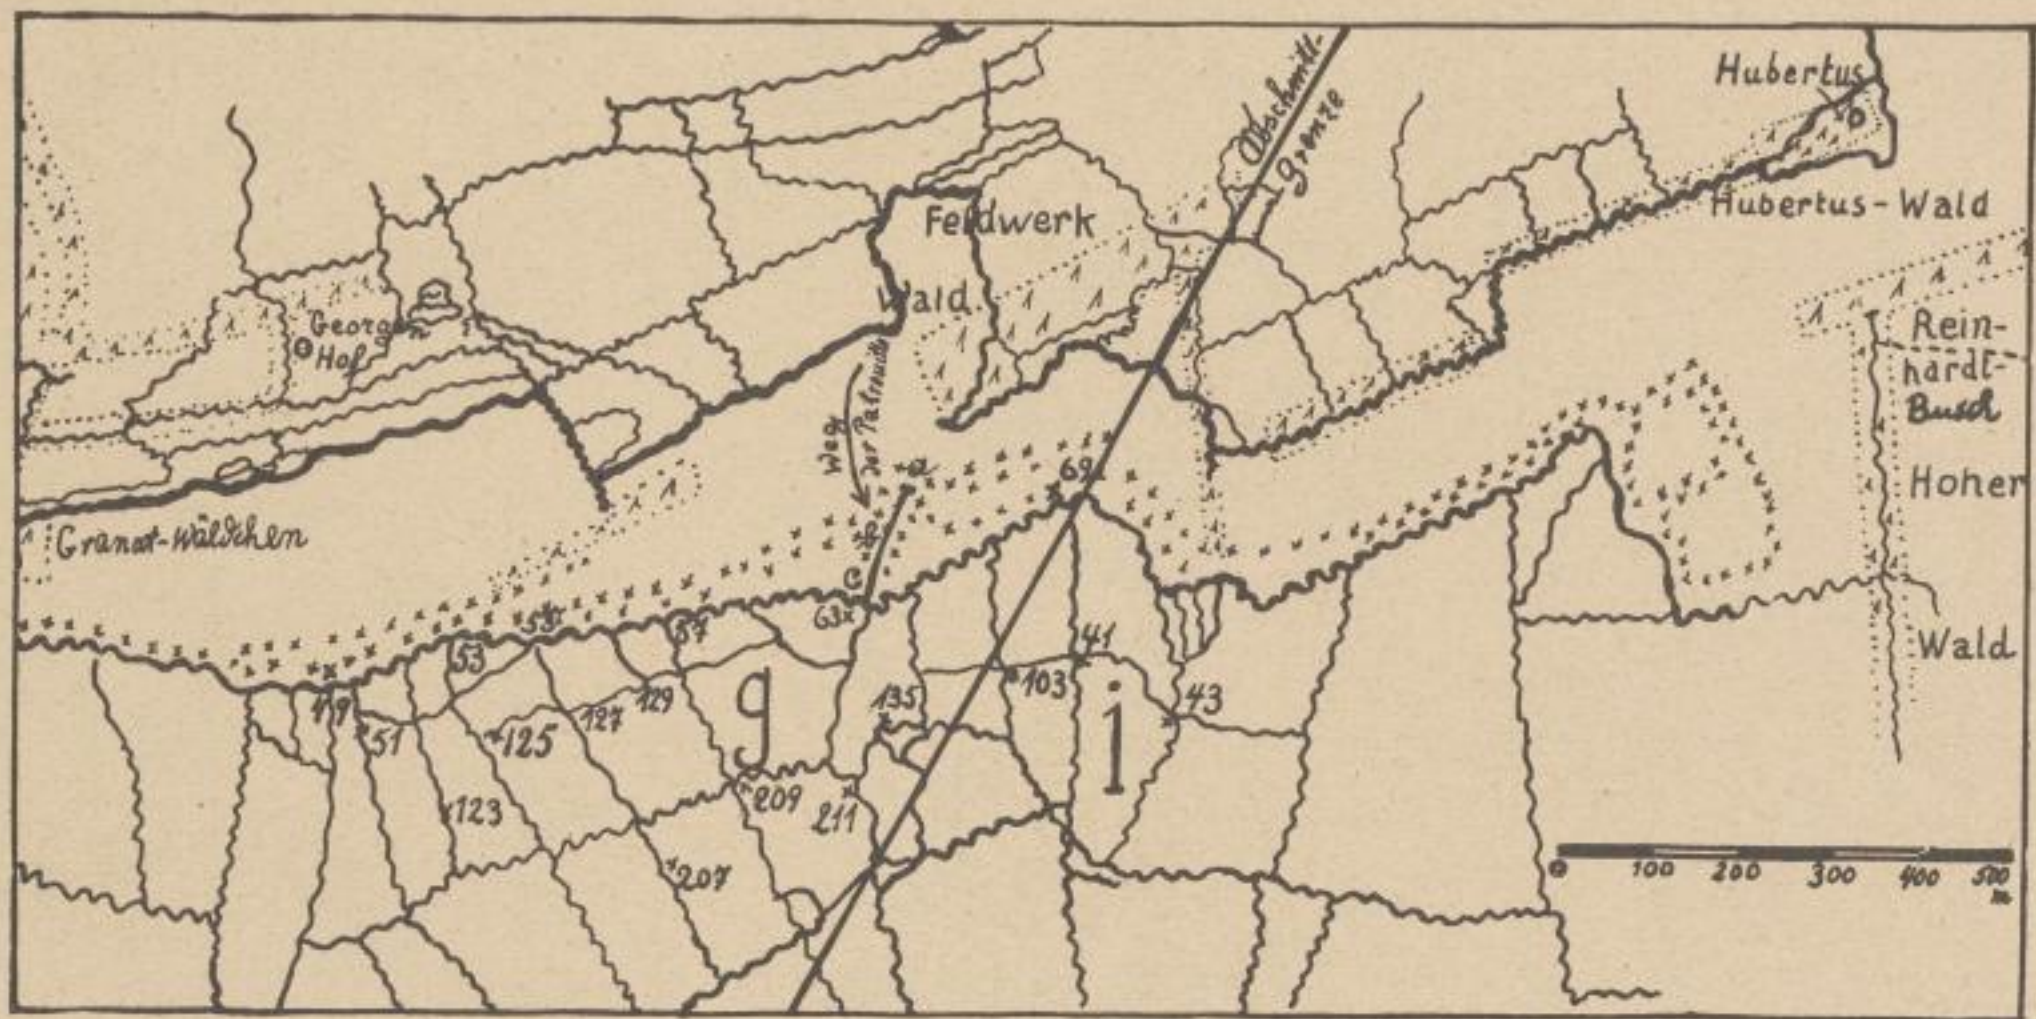 Abschnitt-
Grenze
Hubertus
Hubertus-Wald
Feldwerk
Wald
Georgen
Hof
Rein-
hardt-
Busch
Hoher
Wald
Weg
der Patrouille
Granat-Wäldchen
a
b
c
69
63
55
57
53
49
51
125
127
129
123
135
103
41
43
g
i
209
211
207
0 100 200 300 400 500
m